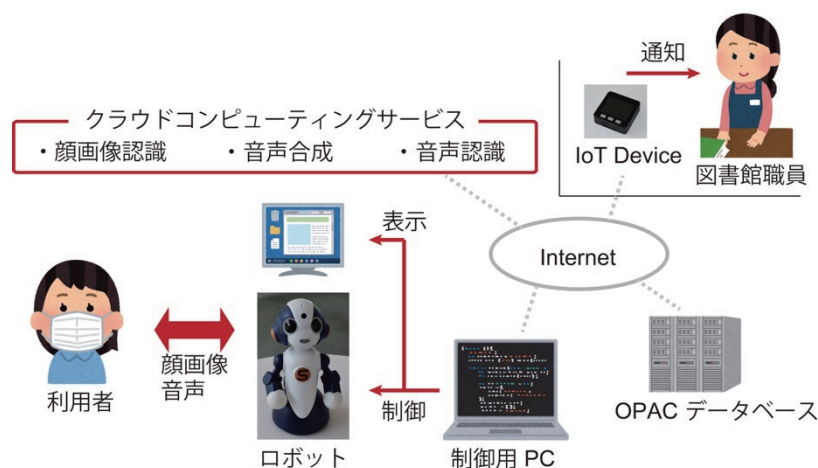 通知
クラウドコンピューティングサービス
・顔画像認識 ・音声合成 ・音声認識
IoT Device
図書館職員
表示
Internet
顔画像
音声
利用者
制御
ロボット
制御用 PC
OPAC データベース